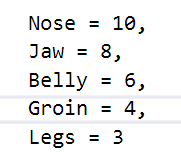 Nose = 10,
Jaw = 8,
Belly = 6,
Groin = 4,
Legs = 3